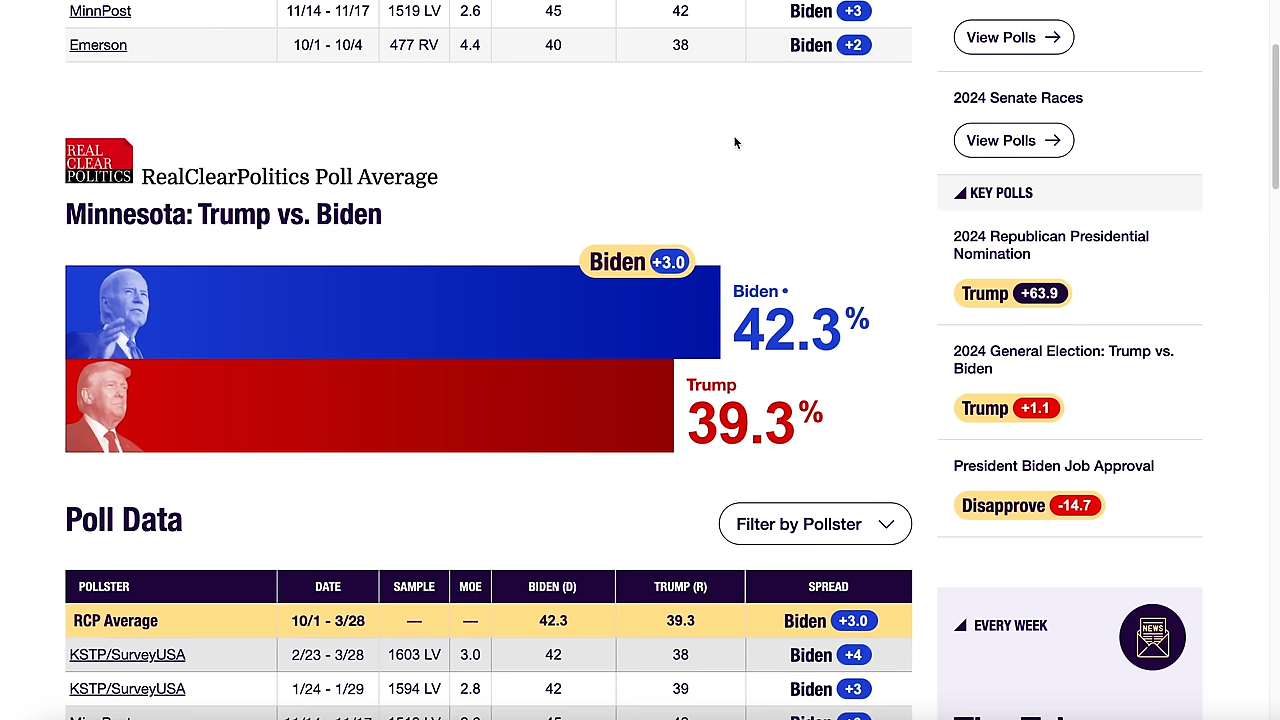 MinnPost 11/14 - 11/17 1519 LV 2.6 45 42 Biden +3
Emerson 10/1 - 10/4 477 RV 4.4 40 38 Biden +2
REAL
CLEAR
POLITICS
RealClearPolitics Poll Average
Minnesota: Trump vs. Biden
Biden +3.0
Biden •
42.3%
Trump
39.3%
Poll Data
Filter by Pollster
POLLSTER DATE SAMPLE MOE BIDEN (D) TRUMP (R) SPREAD
RCP Average 10/1 - 3/28 — — 42.3 39.3 Biden +3.0
KSTP/SurveyUSA 2/23 - 3/28 1603 LV 3.0 42 38 Biden +4
KSTP/SurveyUSA 1/24 - 1/29 1594 LV 2.8 42 39 Biden +3
View Polls →
2024 Senate Races
View Polls →
KEY POLLS
2024 Republican Presidential
Nomination
Trump +63.9
2024 General Election: Trump vs.
Biden
Trump +1.1
President Biden Job Approval
Disapprove -14.7
EVERY WEEK
NEWS